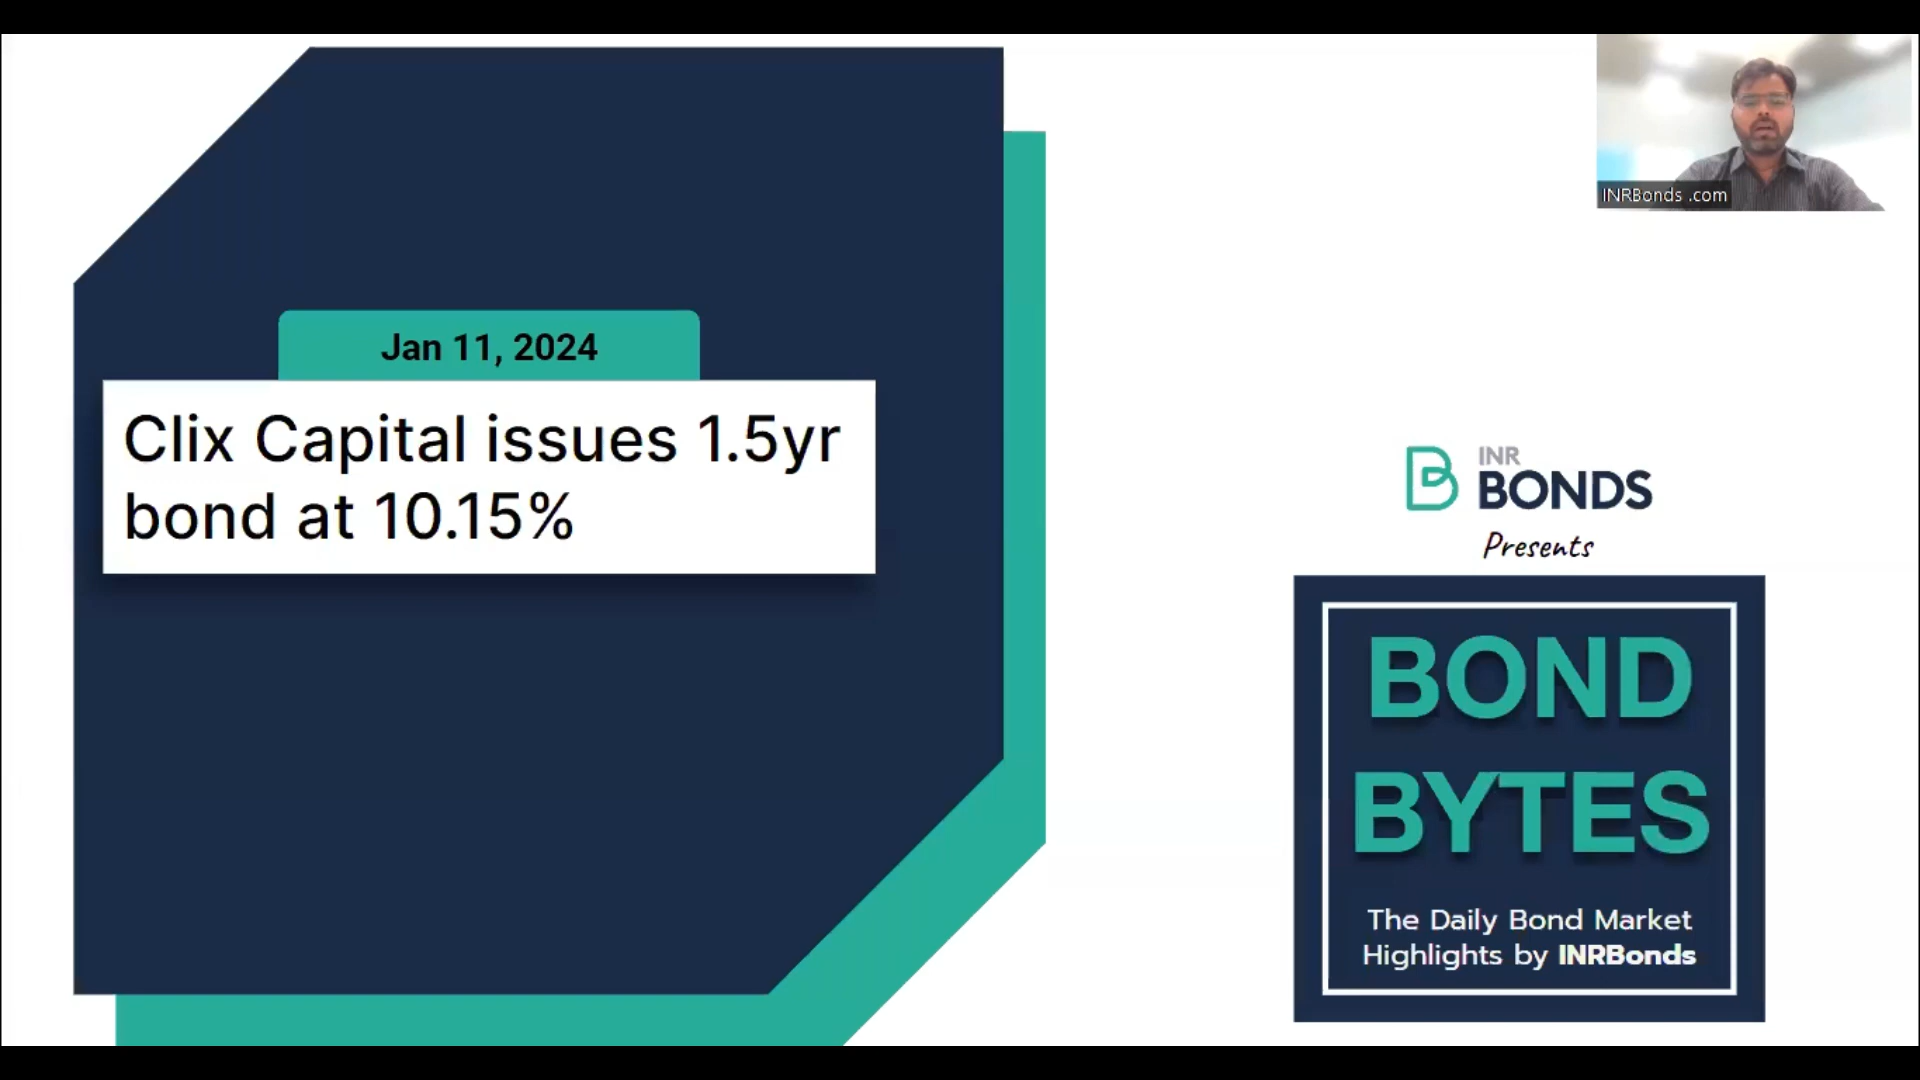 INRBonds .com
Jan 11, 2024
Clix Capital issues 1.5yr
bond at 10.15%
INR
BONDS
Presents
BOND
BYTES
The Daily Bond Market
Highlights by INRBonds